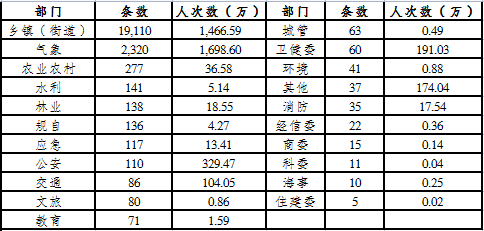 部门 条数 人次数（万） 部门 条数 人次数（万）
乡镇（街道） 19,110 1,466.59 城管 63 0.49
气象 2,320 1,698.60 卫健委 60 191.03
农业农村 277 36.58 环境 41 0.88
水利 141 5.14 其他 37 174.04
林业 138 18.55 消防 35 17.54
规自 136 4.27 经信委 22 0.36
应急 117 13.41 商委 15 0.14
公安 110 329.47 科委 11 0.04
交通 86 104.05 海事 10 0.25
文旅 80 0.86 住建委 5 0.02
教育 71 1.59